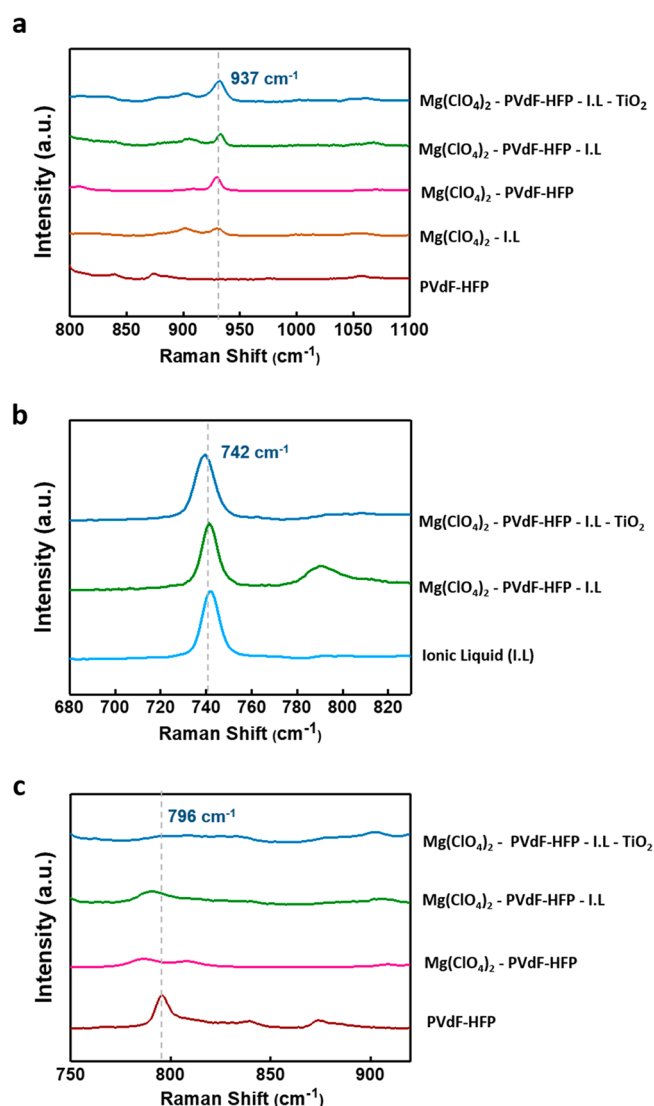 a
937 cm⁻¹
Mg(ClO₄)₂ - PVdF-HFP - I.L - TiO₂
Mg(ClO₄)₂ - PVdF-HFP - I.L
Mg(ClO₄)₂ - PVdF-HFP
Mg(ClO₄)₂ - I.L
PVdF-HFP
Intensity (a.u.)
800 850 900 950 1000 1050 1100
Raman Shift (cm⁻¹)
b
742 cm⁻¹
Mg(ClO₄)₂ - PVdF-HFP - I.L - TiO₂
Mg(ClO₄)₂ - PVdF-HFP - I.L
Ionic Liquid (I.L)
Intensity (a.u.)
680 700 720 740 760 780 800 820
Raman Shift (cm⁻¹)
c
796 cm⁻¹
Mg(ClO₄)₂ - PVdF-HFP - I.L - TiO₂
Mg(ClO₄)₂ - PVdF-HFP - I.L
Mg(ClO₄)₂ - PVdF-HFP
PVdF-HFP
Intensity (a.u.)
750 800 850 900
Raman Shift (cm⁻¹)